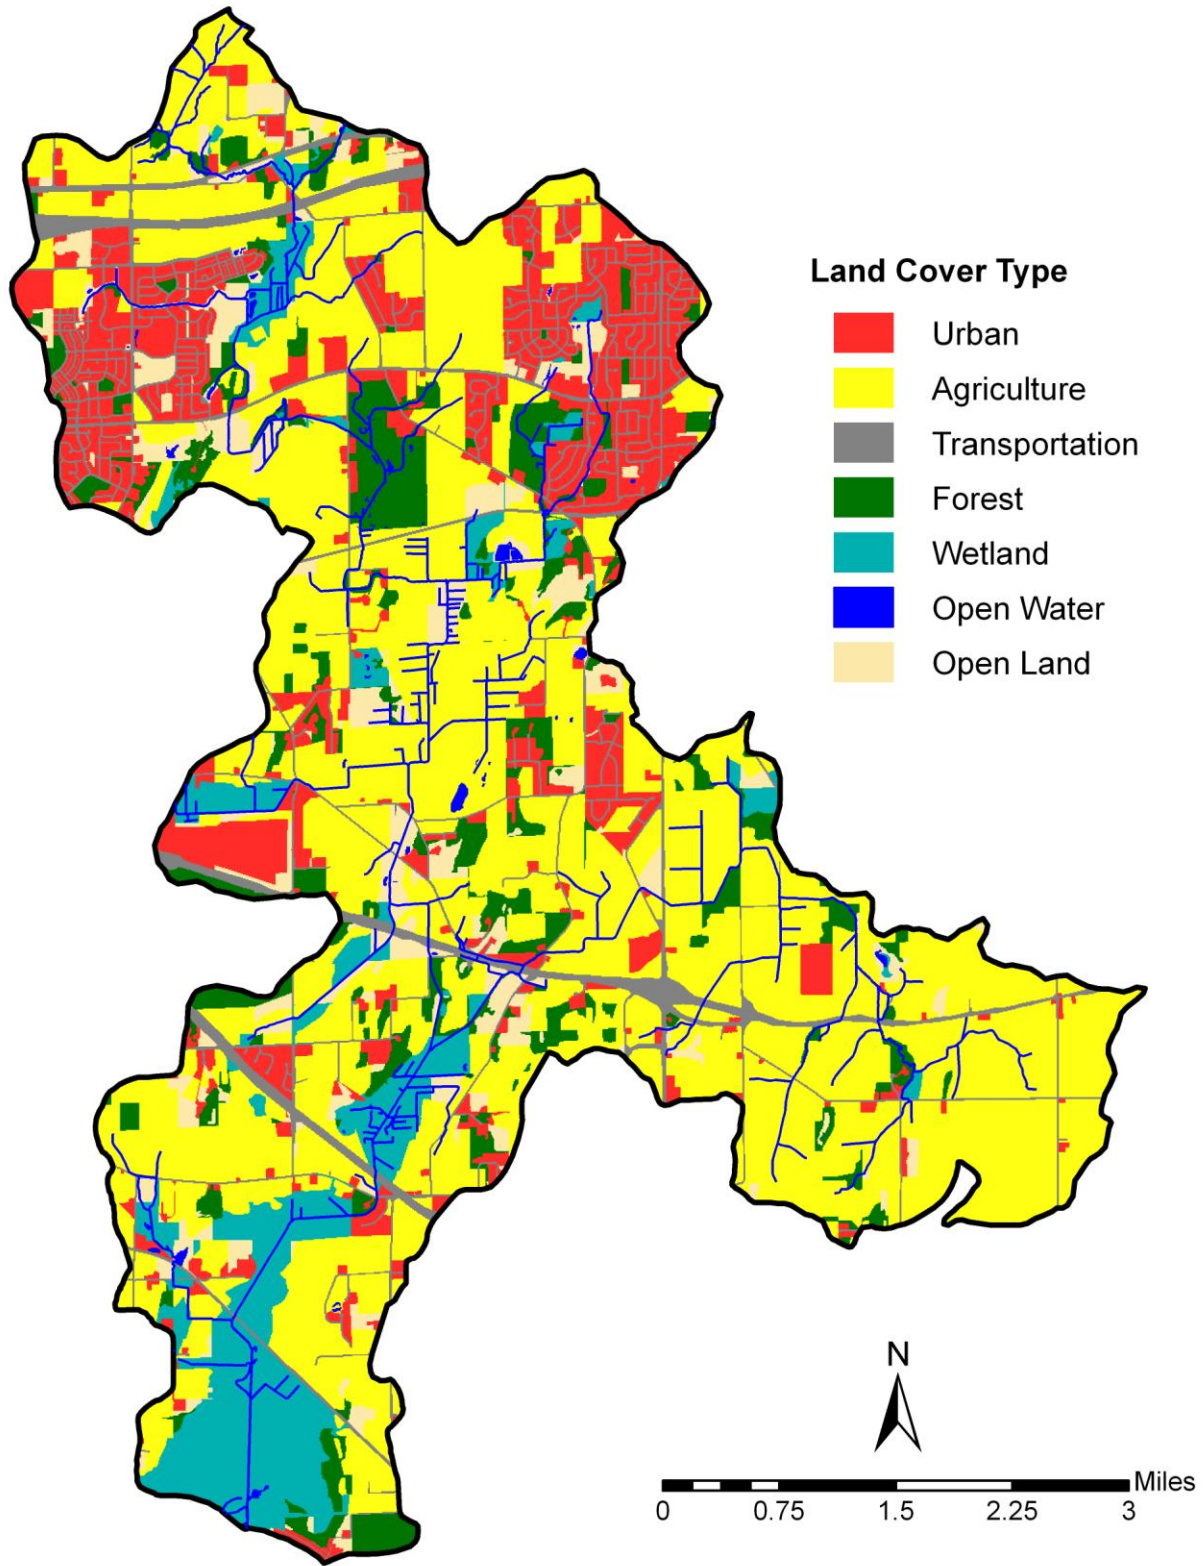 Land Cover Type
Urban
Agriculture
Transportation
Forest
Wetland
Open Water
Open Land
N
Miles
0 0.75 1.5 2.25 3